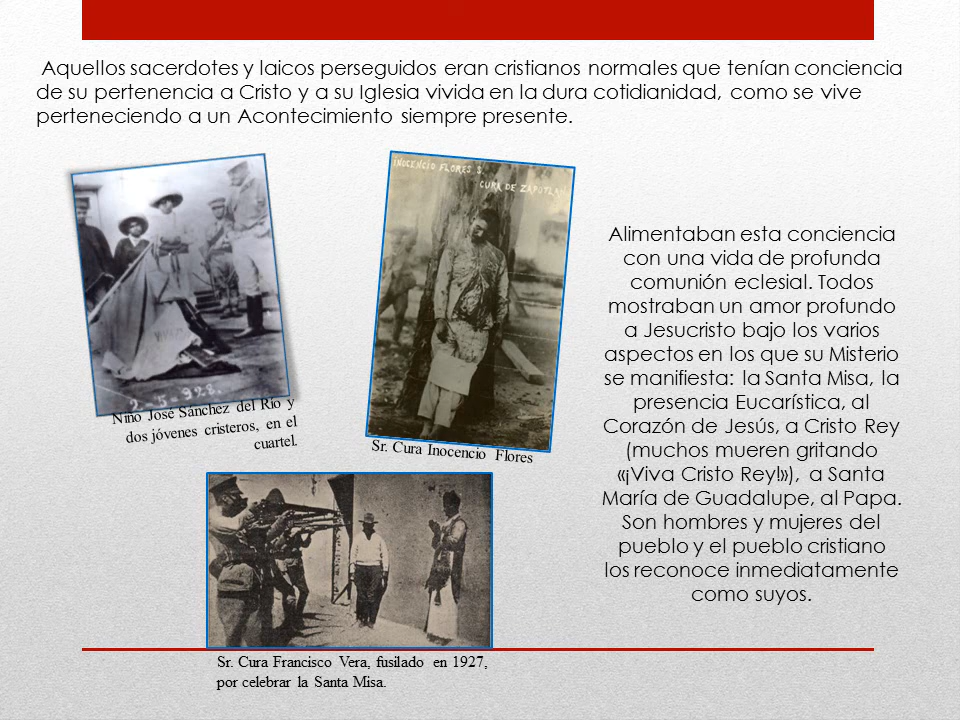 Aquellos sacerdotes y laicos perseguidos eran cristianos normales que tenían conciencia
de su pertenencia a Cristo y a su Iglesia vivida en la dura cotidianidad, como se vive
perteneciendo a un Acontecimiento siempre presente.
2-5-928.
Niño José Sánchez del Río y
dos jóvenes cristeros, en el
cuartel.
INOCENCIO FLORES S.
CURA DE ZAPOTLAN
Sr. Cura Inocencio Flores
Alimentaban esta conciencia
con una vida de profunda
comunión eclesial. Todos
mostraban un amor profundo
a Jesucristo bajo los varios
aspectos en los que su Misterio
se manifiesta: la Santa Misa, la
presencia Eucarística, al
Corazón de Jesús, a Cristo Rey
(muchos mueren gritando
«¡Viva Cristo Rey!»), a Santa
María de Guadalupe, al Papa.
Son hombres y mujeres del
pueblo y el pueblo cristiano
los reconoce inmediatamente
como suyos.
Sr. Cura Francisco Vera, fusilado en 1927,
por celebrar la Santa Misa.